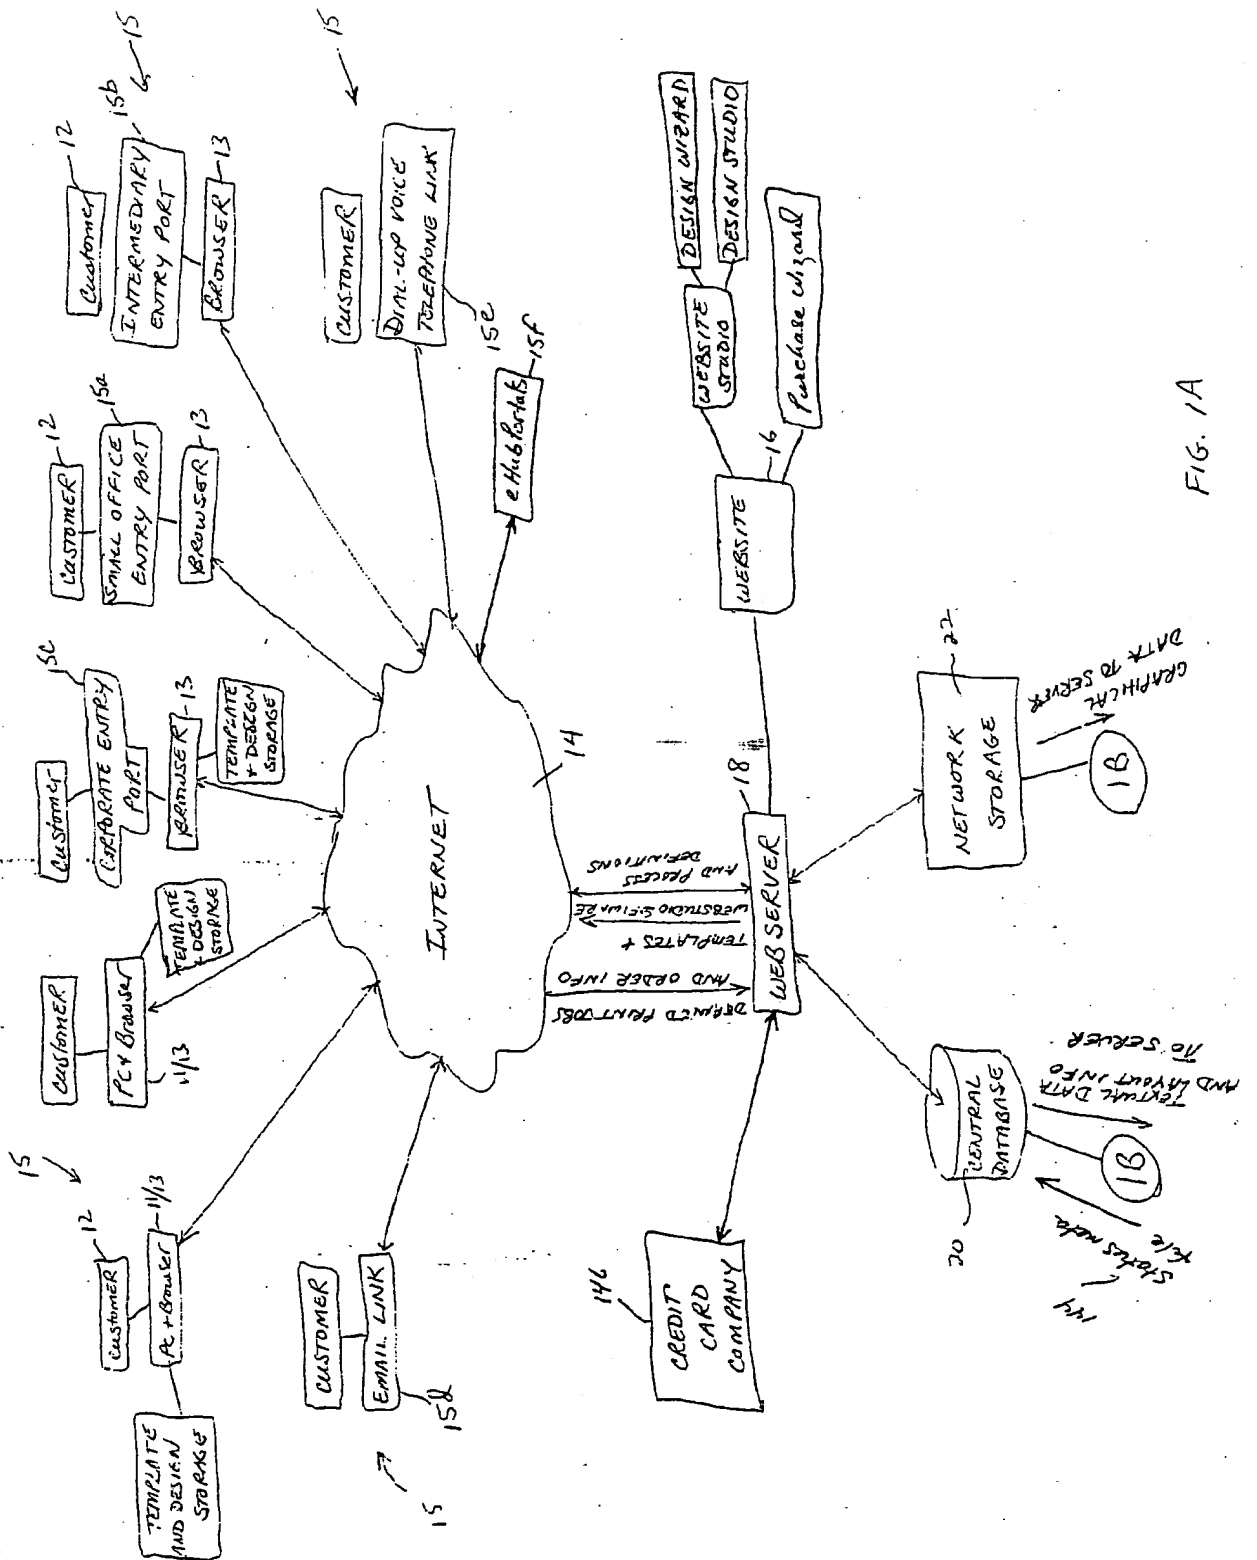 15
12
Customer
PC + Browser
11/13
TEMPLATE
AND DESIGN
STORAGE
CUSTOMER
PC + Browser
11/13
TEMPLATE
+ DESIGN
STORAGE
Customer
15c
CORPORATE ENTRY
PORT
BROWSER
13
TEMPLATE
+ DESIGN
STORAGE
12
CUSTOMER
15a
SMALL OFFICE
ENTRY PORT
BROWSER
13
12
Customer
15b
15
INTERMEDIARY
ENTRY PORT
BROWSER
13
15
CUSTOMER
EMAIL LINK
15d
15
INTERNET
14
CUSTOMER
DIAL-UP VOICE
TELEPHONE LINK
15e
eHub Portals
15f
146
CREDIT
CARD
COMPANY
DEFINED PRINT JOBS
AND ORDER INFO
TEMPLATES +
WEBSTUDIO SOFTWARE
AND PROCESS
DEFINITIONS
WEB SERVER
18
WEBSITE
16
WEBSITE
STUDIO
DESIGN WIZARD
DESIGN STUDIO
Purchase Wizard
20
CENTRAL
DATABASE
TEXTUAL DATA
AND LAYOUT INFO
TO SERVER
1B
Stores meta
file
144
NETWORK
STORAGE
22
GRAPHICAL
DATA TO SERVER
1B
FIG. 1A